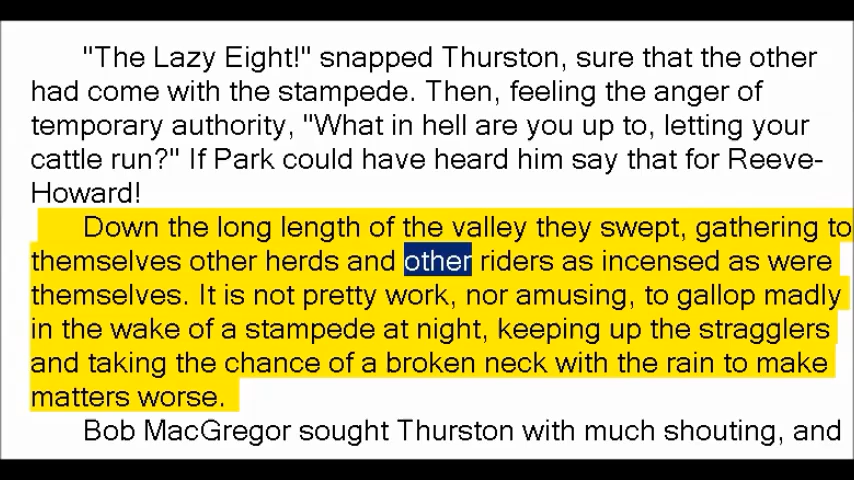 "The Lazy Eight!" snapped Thurston, sure that the other
had come with the stampede. Then, feeling the anger of
temporary authority, "What in hell are you up to, letting your
cattle run?" If Park could have heard him say that for Reeve-
Howard!
Down the long length of the valley they swept, gathering to
themselves other herds and other riders as incensed as were
themselves. It is not pretty work, nor amusing, to gallop madly
in the wake of a stampede at night, keeping up the stragglers
and taking the chance of a broken neck with the rain to make
matters worse.
Bob MacGregor sought Thurston with much shouting, and